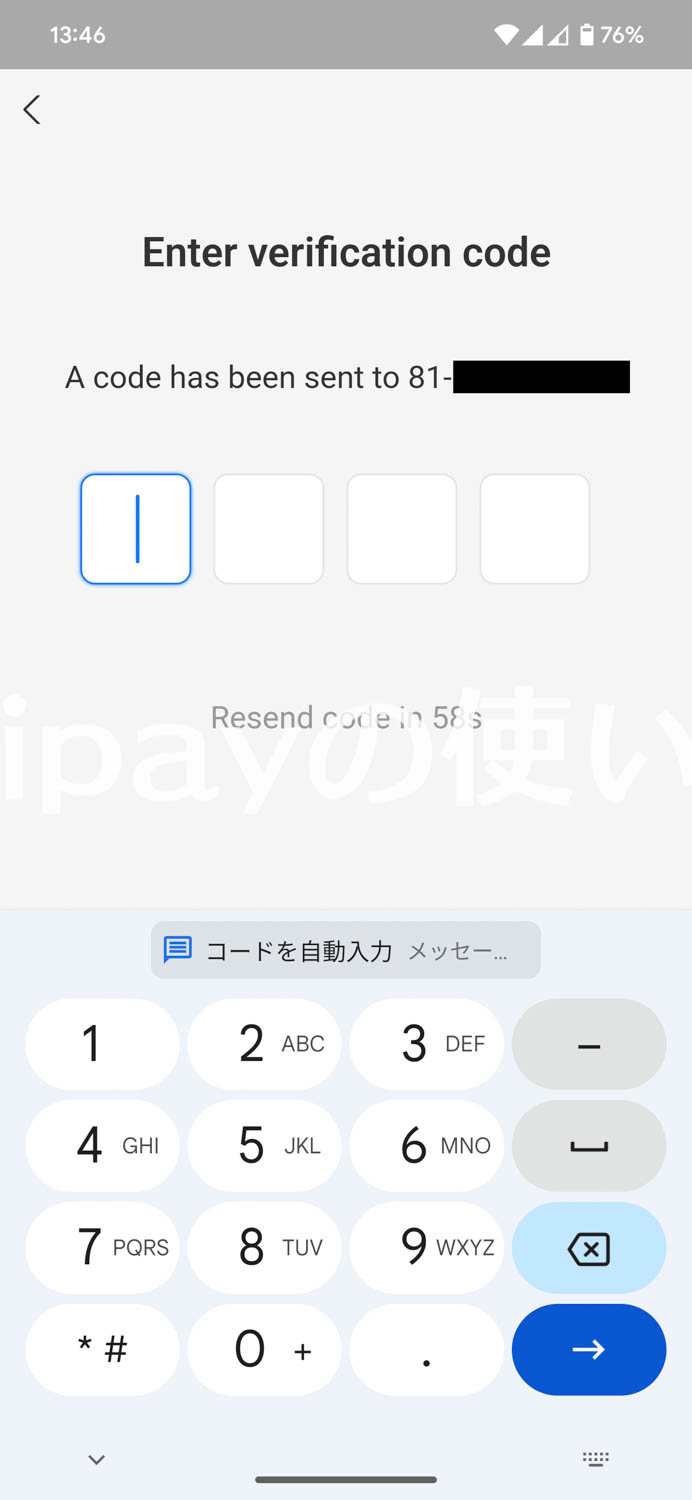 13:46
76%
Enter verification code
A code has been sent to 81-
Resend code in 58s
ipayの使い
コードを自動入力 メッセー...
1
2 ABC
3 DEF
–
4 GHI
5 JKL
6 MNO
7 PQRS
8 TUV
9 WXYZ
* #
0 +
.